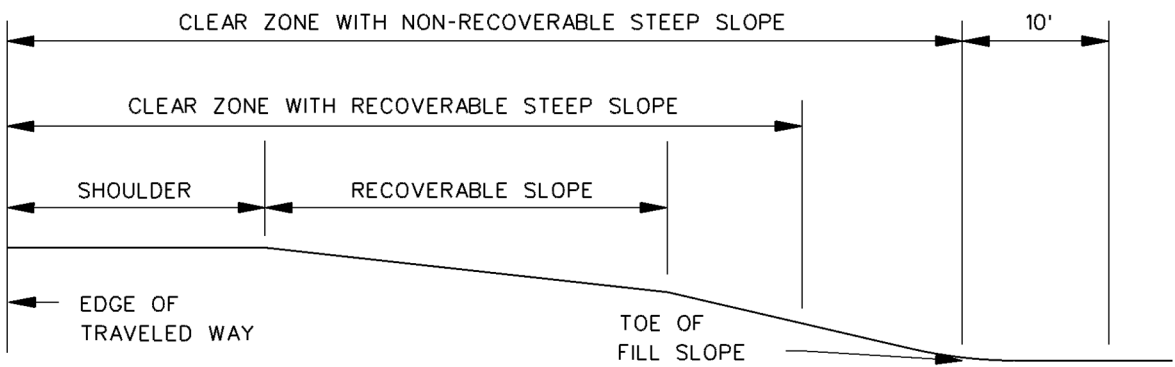 CLEAR ZONE WITH NON-RECOVERABLE STEEP SLOPE
10'
CLEAR ZONE WITH RECOVERABLE STEEP SLOPE
SHOULDER
RECOVERABLE SLOPE
EDGE OF
TRAVELED WAY
TOE OF
FILL SLOPE